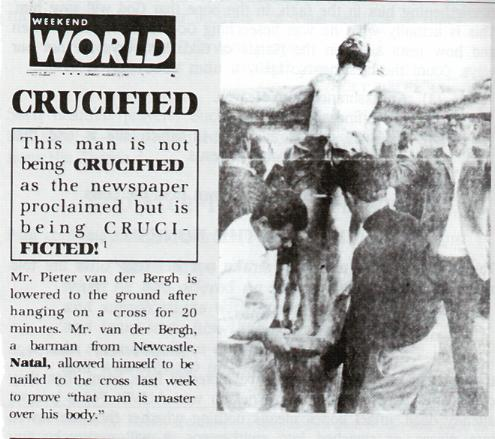 WEEKEND
WORLD
SUNDAY, AUGUST
CRUCIFIED
This man is not
being CRUCIFIED
as the newspaper
proclaimed but is
being CRUCI-
FICTED! 1
Mr. Pieter van der Bergh is
lowered to the ground after
hanging on a cross for 20
minutes. Mr. van der Bergh,
a barman from Newcastle,
Natal, allowed himself to be
nailed to the cross last week
to prove “that man is master
over his body.”